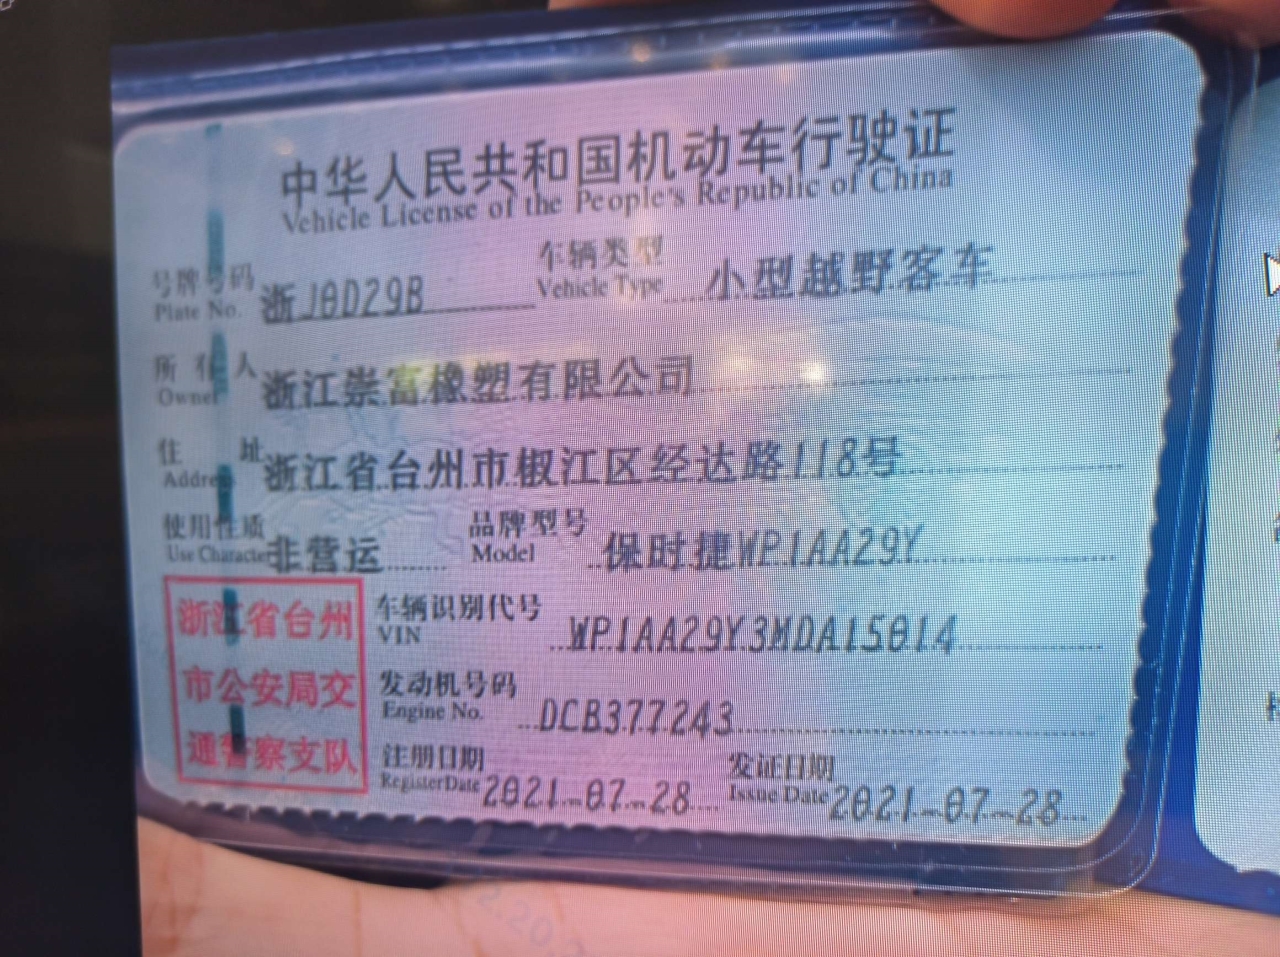 中华人民共和国机动车行驶证
Vehicle License of the People's Republic of China
号牌号码 浙J0D29B 车辆类型 小型越野客车
Plate No. Vehicle Type
所有人 浙江崇富橡塑有限公司
Owner
住址 浙江省台州市椒江区经达路118号
Address
使用性质 非营运 品牌型号 保时捷WP1AA29Y
Use Character Model
浙江省台州
市公安局交
通警察支队
车辆识别代号 WP1AA29Y3MDA15014
VIN
发动机号码 DCB377243
Engine No.
注册日期 2021-07-28 发证日期 2021-07-28
Register Date Issue Date